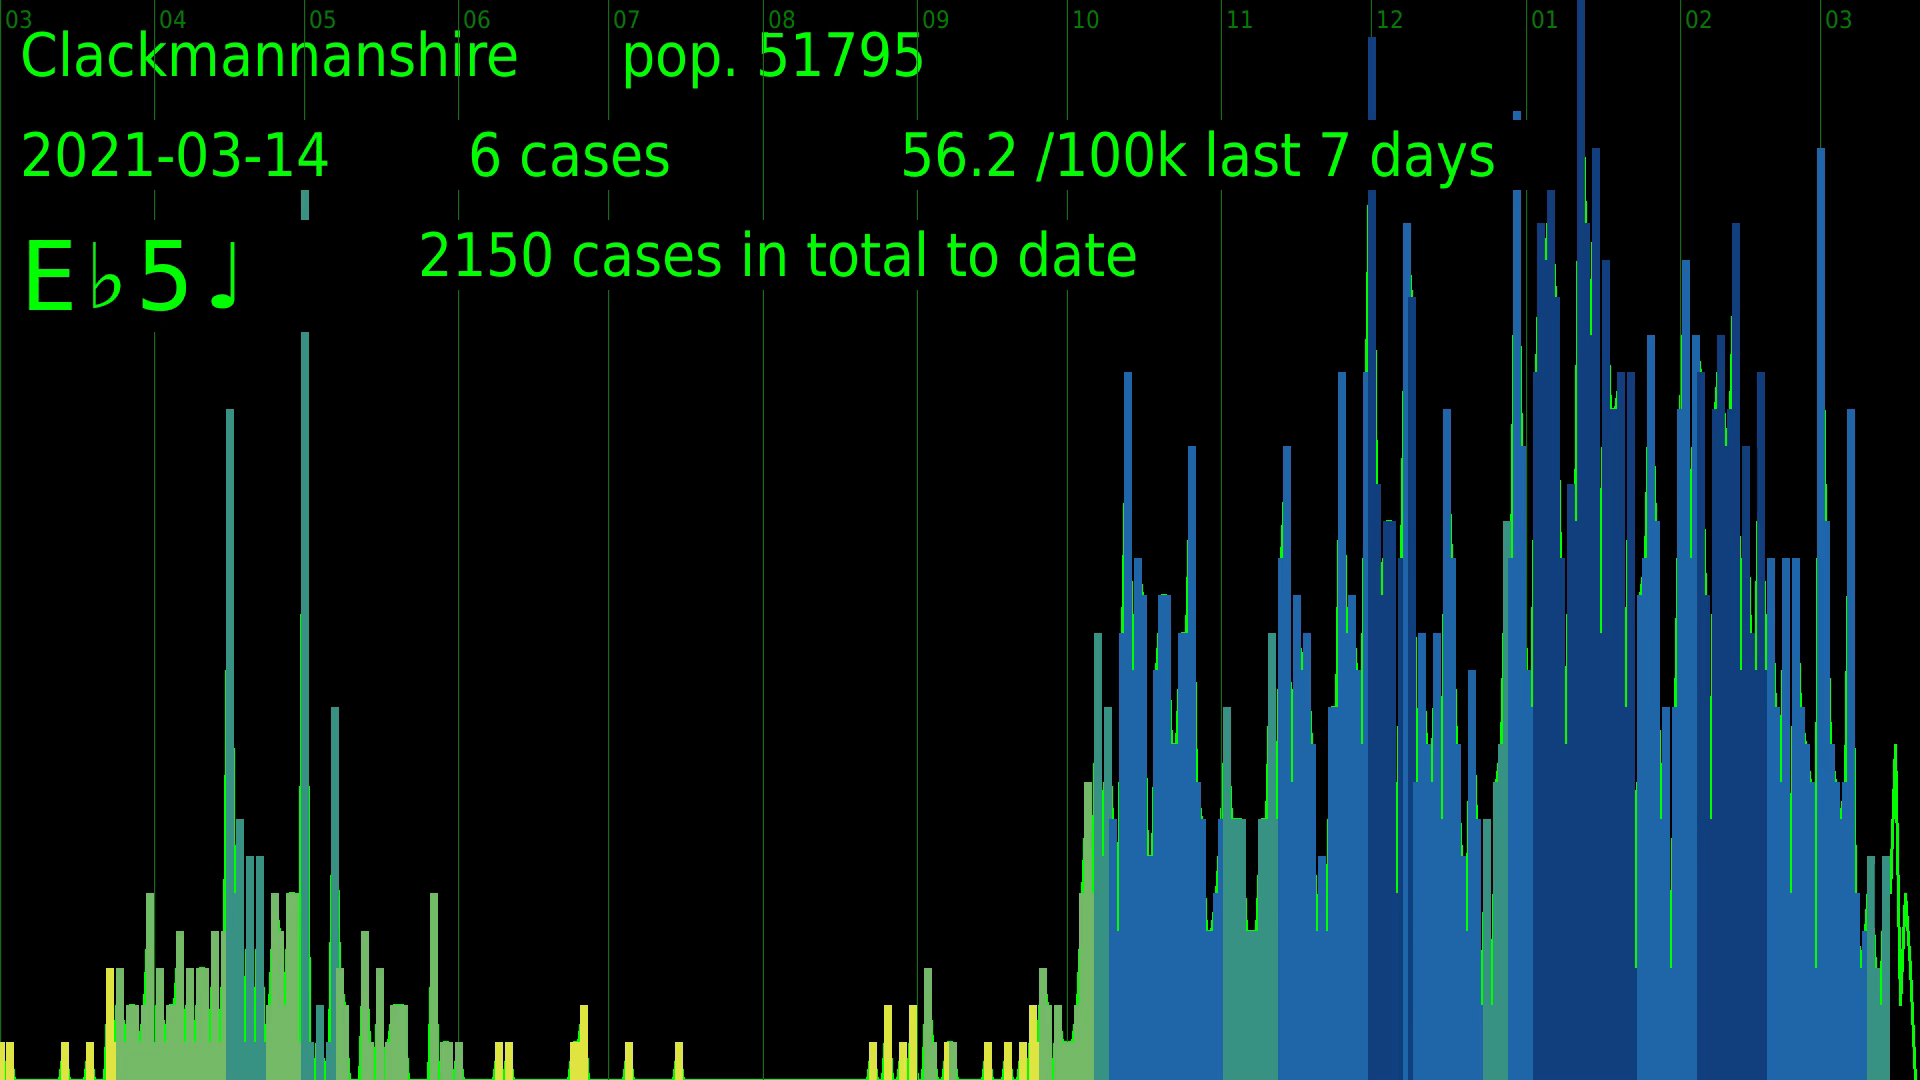 03 04 05 06 07 08 09 10 11 12 01 02 03
Clackmannanshire pop. 51795
2021-03-14 6 cases 56.2 /100k last 7 days
E♭5♩ 2150 cases in total to date